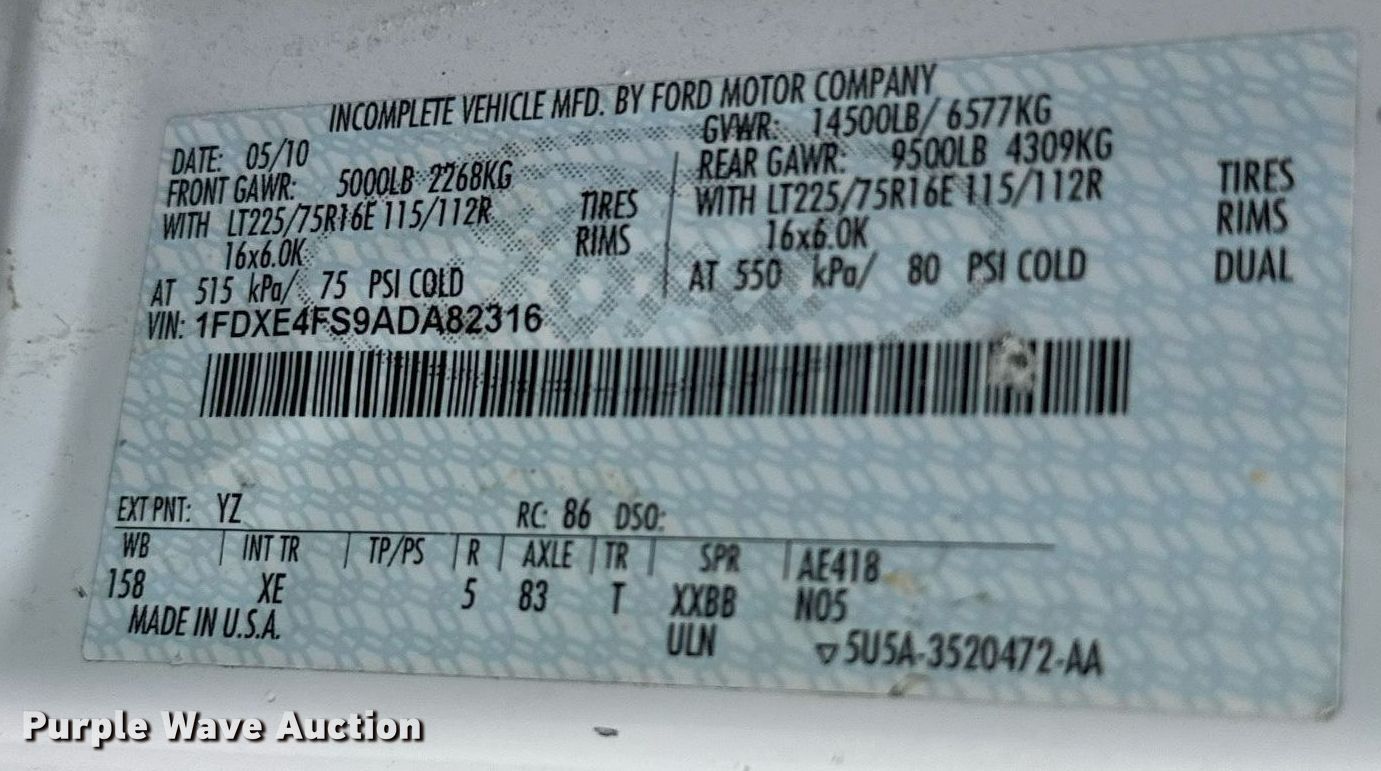 INCOMPLETE VEHICLE MFD. BY FORD MOTOR COMPANY
DATE: 05/10 GVWR: 14500LB/ 6577KG
FRONT GAWR: 5000LB 2268KG REAR GAWR: 9500LB 4309KG
WITH LT225/75R16E 115/112R TIRES WITH LT225/75R16E 115/112R TIRES
16x6.0K RIMS 16x6.0K RIMS
AT 515 kPa/ 75 PSI COLD AT 550 kPa/ 80 PSI COLD DUAL
VIN: 1FDXE4FS9ADA82316
EXT PNT: YZ RC: 86 DSO:
WB INT TR TP/PS R AXLE TR SPR AE418
158 XE 5 83 T XXBB N05
MADE IN U.S.A. ULN ▽5U5A-3520472-AA
Purple Wave Auction